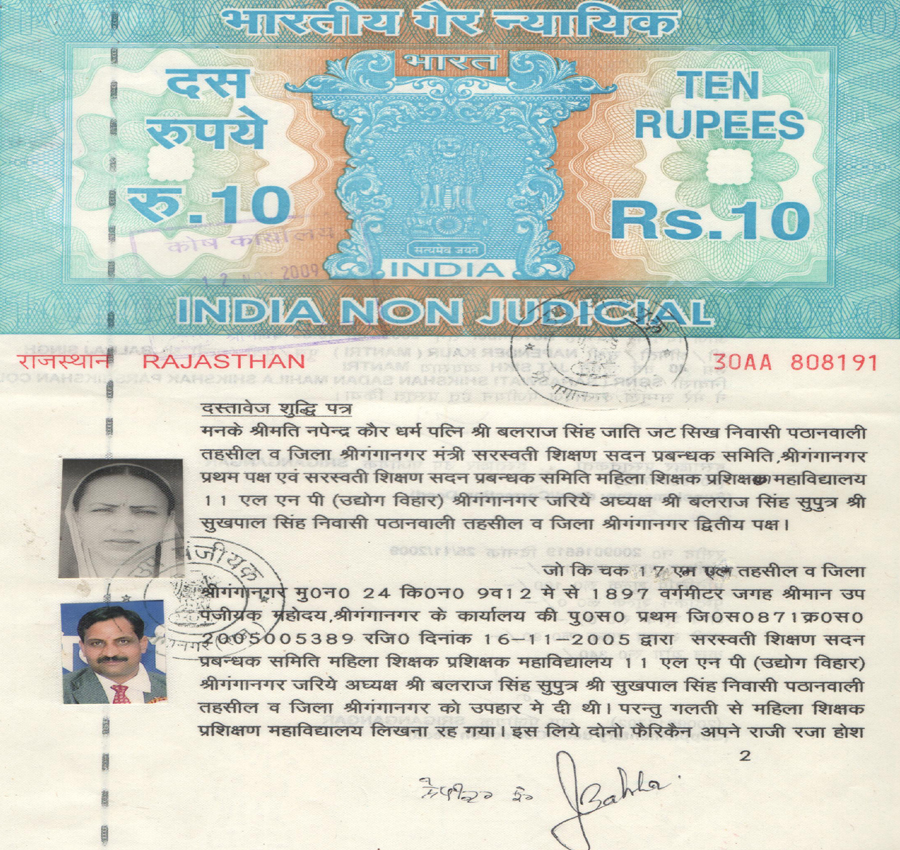 भारतीय गैर न्यायिक
भारत
दस
रुपये
रु.10
TEN
RUPEES
Rs.10
कोष कार्यालय
2009
सत्यमेव जयते
INDIA
INDIA NON JUDICIAL
राजस्थान RAJASTHAN
30AA 808191
दस्तावेज शुद्धि पत्र
मनके श्रीमति नपेन्द्र कौर धर्म पत्नि श्री बलराज सिंह जाति जट सिख निवासी पठानवाली
तहसील व जिला श्रीगंगानगर मंत्री सरस्वती शिक्षण सदन प्रबन्धक समिति,श्रीगंगानगर
प्रथम पक्ष एवं सरस्वती शिक्षण सदन प्रबन्धक समिति महिला शिक्षक प्रशिक्षक महाविद्यालय
11 एल एन पी (उद्योग विहार) श्रीगंगानगर जरिये अघ्यक्ष श्री बलराज सिंह सुपुत्र श्री
सुखपाल सिंह निवासी पठानवाली तहसील व जिला श्रीगंगानगर द्वितीय पक्ष।
जो कि चक 17 एम एल तहसील व जिला
श्रीगंगानगर मु0न0 24 कि0न0 9व12 मे से 1897 वर्गमीटर जगह श्रीमान उप
पंजीयक महोदय,श्रीगंगानगर के कार्यालय की पु0स0 प्रथम जि0स0871क्र0स0
2005005389 रजि0 दिनांक 16-11-2005 द्वारा सरस्वती शिक्षण सदन
प्रबन्धक समिति महिला शिक्षक प्रशिक्षक महाविद्यालय 11 एल एन पी (उद्योग विहार)
श्रीगंगानगर जरिये अघ्यक्ष श्री बलराज सिंह सुपुत्र श्री सुखपाल सिंह निवासी पठानवाली
तहसील व जिला श्रीगंगानगर को उपहार मे दी थी। परन्तु गलती से महिला शिक्षक
प्रशिक्षण महाविद्यालय लिखना रह गया। इस लिये दोनो फैरिकैन अपने राजी रजा होश
2